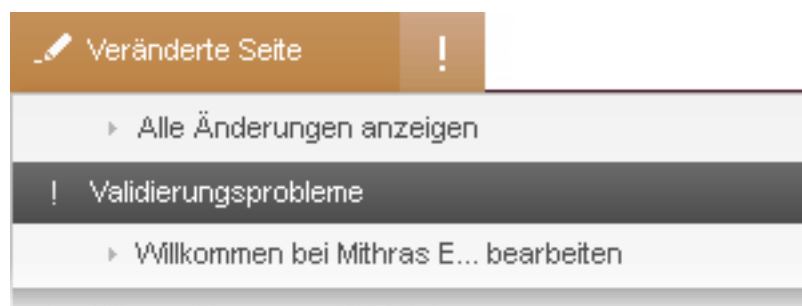 Veränderte Seite !
Alle Änderungen anzeigen
! Validierungsprobleme
Willkommen bei Mithras E... bearbeiten